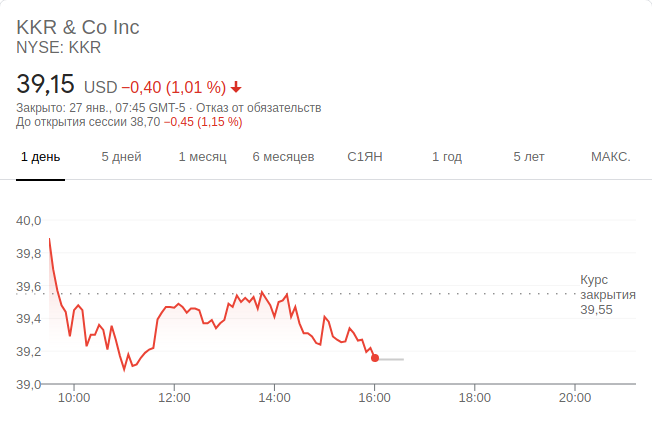 KKR & Co Inc
NYSE: KKR
39,15 USD −0,40 (1,01 %)
Закрыто: 27 янв., 07:45 GMT-5 · Отказ от обязательств
До открытия сессии 38,70 −0,45 (1,15 %)
1 день 5 дней 1 месяц 6 месяцев С1ЯН 1 год 5 лет МАКС.
40,0
39,8
39,6
Курс
закрытия
39,55
39,4
39,2
39,0
10:00 12:00 14:00 16:00 18:00 20:00